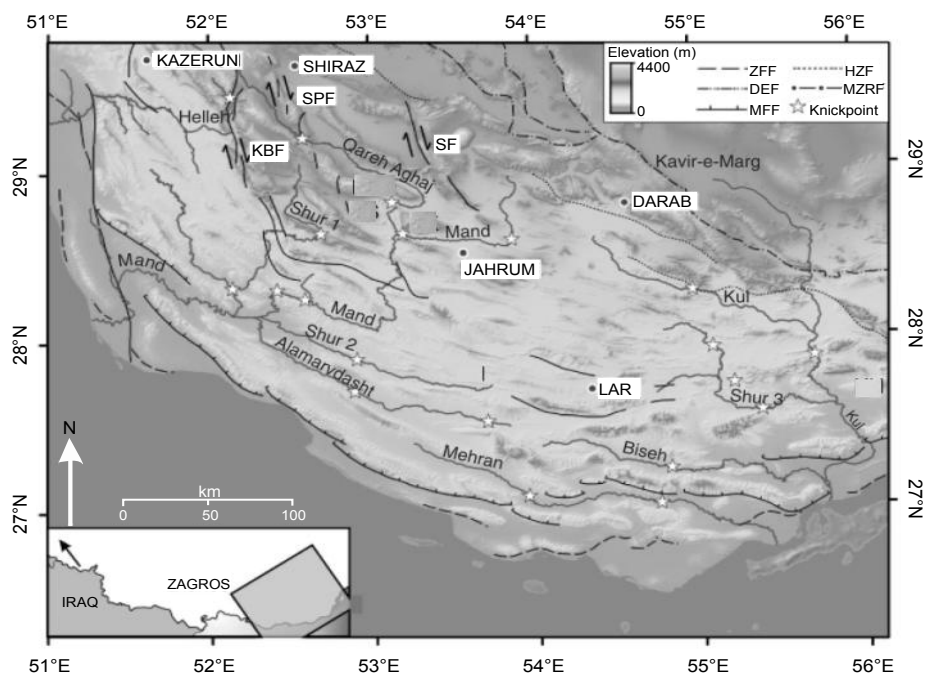 51°E 52°E 53°E 54°E 55°E 56°E
Elevation (m)
4400
0
ZFF
DEF
MFF
HZF
MZRF
Knickpoint
KAZERUN
SHIRAZ
SPF
Helleh
KBF
SF
Qareh Aghaj
Kavir-e-Marg
29°N
29°N
DARAB
Shur 1
Mand
JAHRUM
Mand
Kul
Mand
28°N
28°N
Shur 2
Alamarvdasht
LAR
Shur 3
Kul
Biseh
Mehran
N
km
0 50 100
27°N
27°N
ZAGROS
IRAQ
51°E 52°E 53°E 54°E 55°E 56°E